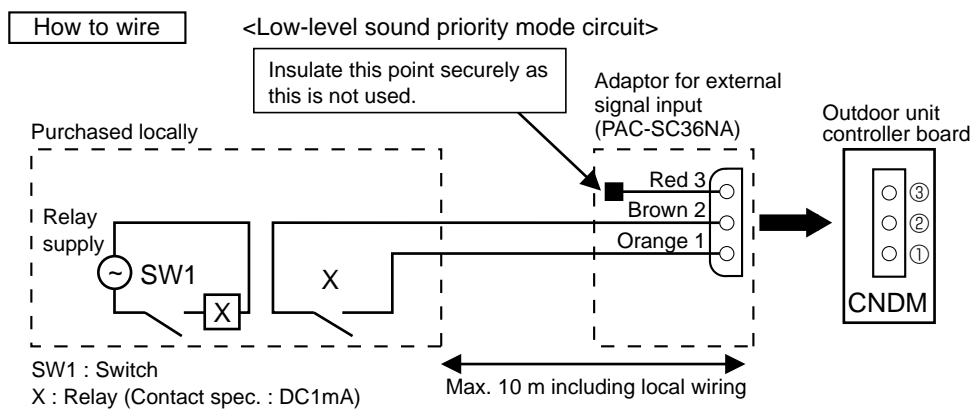 How to wire
<Low-level sound priority mode circuit>
Insulate this point securely as
this is not used.
Adaptor for external
signal input
(PAC-SC36NA)
Outdoor unit
controller board
Purchased locally
Red 3
Brown 2
Orange 1
③
②
①
CNDM
Relay
supply
~
SW1
X
X
SW1 : Switch
X : Relay (Contact spec. : DC1mA)
Max. 10 m including local wiring